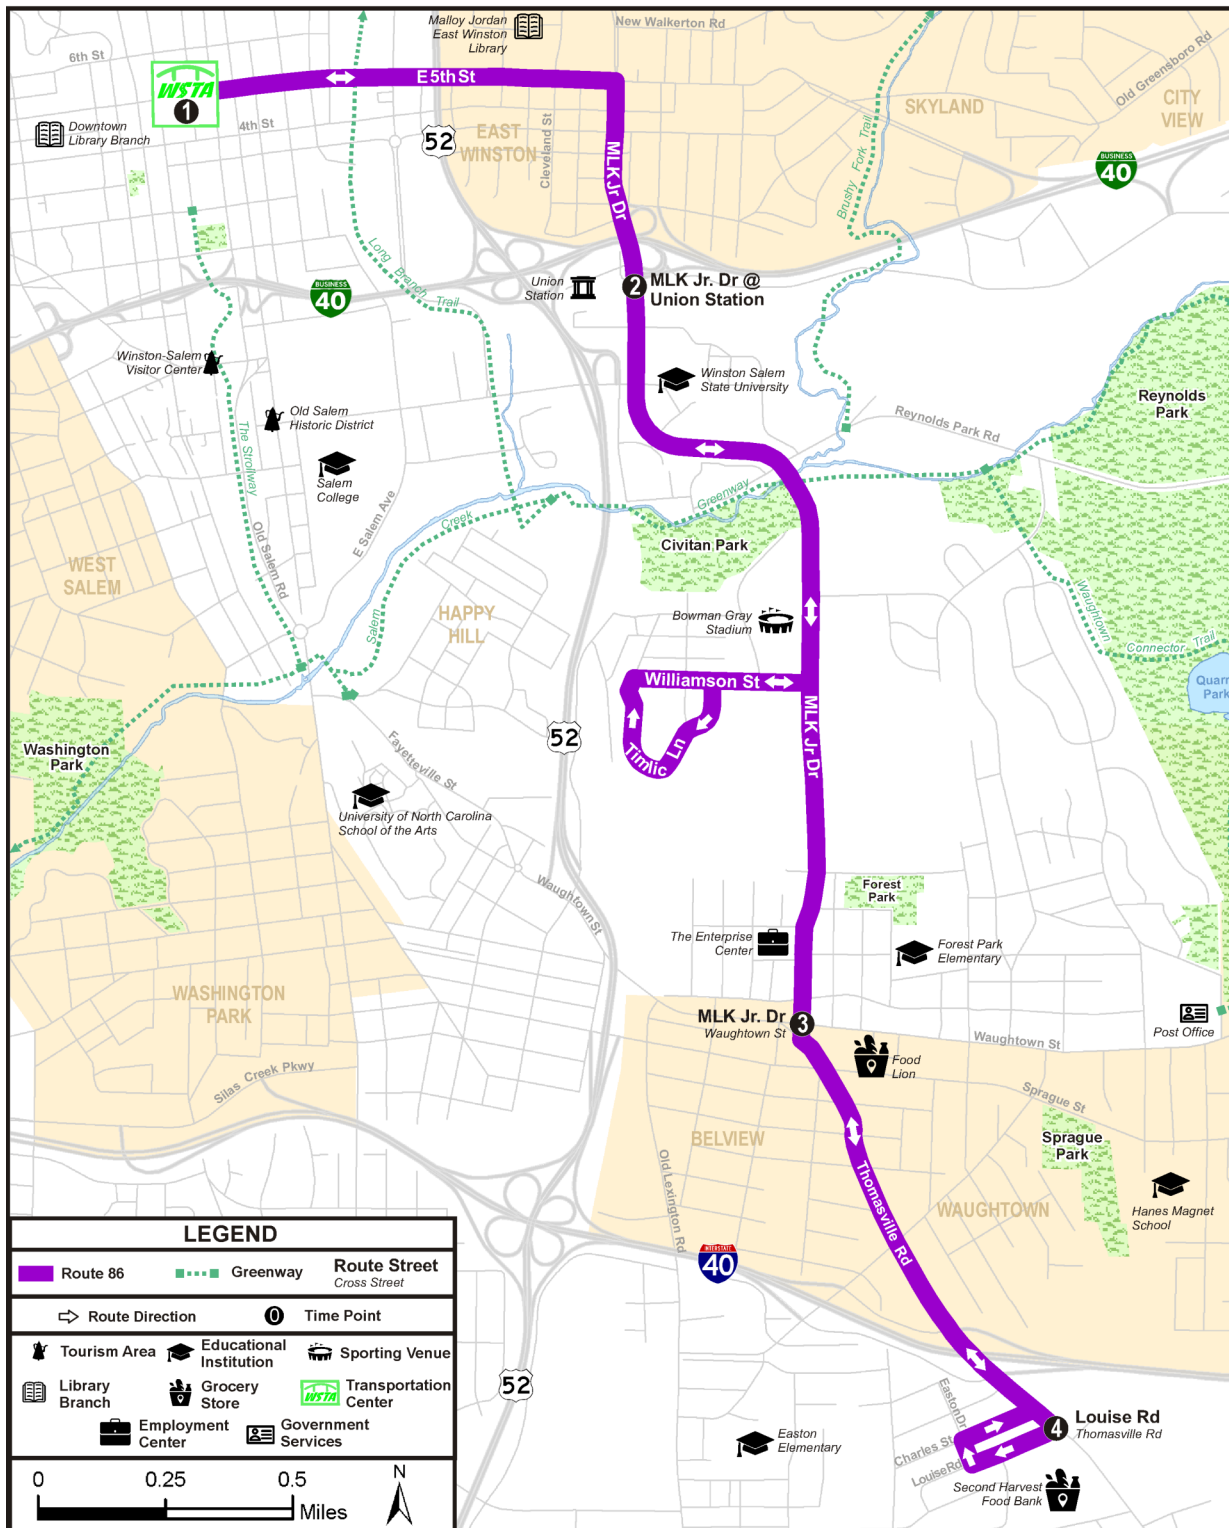 Malloy Jordan
East Winston
Library
New Walkerton Rd
6th St
WSTA
1
E 5th St
Old Greensboro Rd
SKYLAND
CITY
VIEW
Downtown
Library Branch
4th St
52
EAST
WINSTON
Cleveland St
MLK Jr Dr
Brushy Fork Trail
BUSINESS
40
Long Branch Trail
BUSINESS
40
Union
Station
2
MLK Jr. Dr @
Union Station
Winston-Salem
Visitor Center
Winston Salem
State University
Reynolds
Park
Old Salem
Historic District
Reynolds Park Rd
The Strollway
Salem
College
E Salem Ave
Old Salem Rd
Salem Creek Greenway
Civitan Park
WEST
SALEM
HAPPY
HILL
Bowman Gray
Stadium
Waughtown Connector Trail
Quarry
Park
Williamson St
MLK Jr Dr
Timlic Ln
52
Washington
Park
Fayetteville St
University of North Carolina
School of the Arts
Waughtown St
Forest
Park
The Enterprise
Center
Forest Park
Elementary
WASHINGTON
PARK
MLK Jr. Dr
Waughtown St
3
Post Office
Waughtown St
Food
Lion
Silas Creek Pkwy
Sprague St
BELVIEW
Sprague
Park
Old Lexington Rd
Thomasville Rd
WAUGHTOWN
Hanes Magnet
School
INTERSTATE
40
52
Easton Dr
Louise Rd
Thomasville Rd
4
Charles St
Louise Rd
Easton
Elementary
Second Harvest
Food Bank
LEGEND
Route 86
Greenway
Route Street
Cross Street
Route Direction
0
Time Point
Tourism Area
Educational
Institution
Sporting Venue
Library
Branch
Grocery
Store
WSTA
Transportation
Center
Employment
Center
Government
Services
0 0.25 0.5
Miles
N